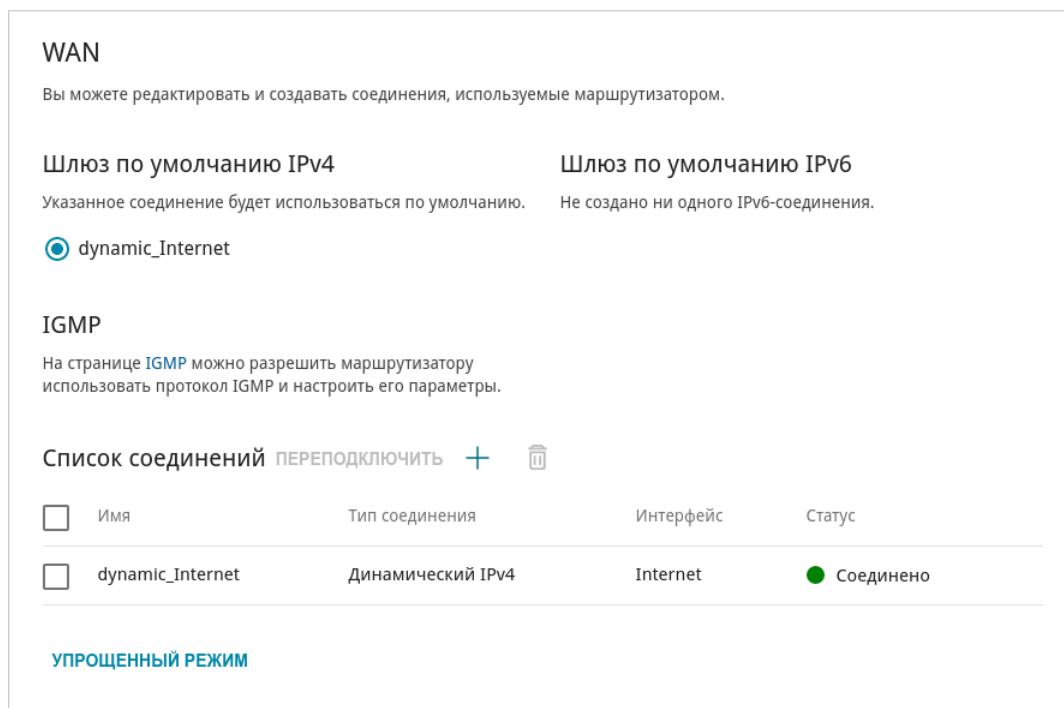 WAN
Вы можете редактировать и создавать соединения, используемые маршрутизатором.
Шлюз по умолчанию IPv4
Указанное соединение будет использоваться по умолчанию.
dynamic_Internet
Шлюз по умолчанию IPv6
Не создано ни одного IPv6-соединения.
IGMP
На странице IGMP можно разрешить маршрутизатору
использовать протокол IGMP и настроить его параметры.
Список соединений ПЕРЕПОДКЛЮЧИТЬ
Имя Тип соединения Интерфейс Статус
dynamic_Internet Динамический IPv4 Internet Соединено
УПРОЩЕННЫЙ РЕЖИМ